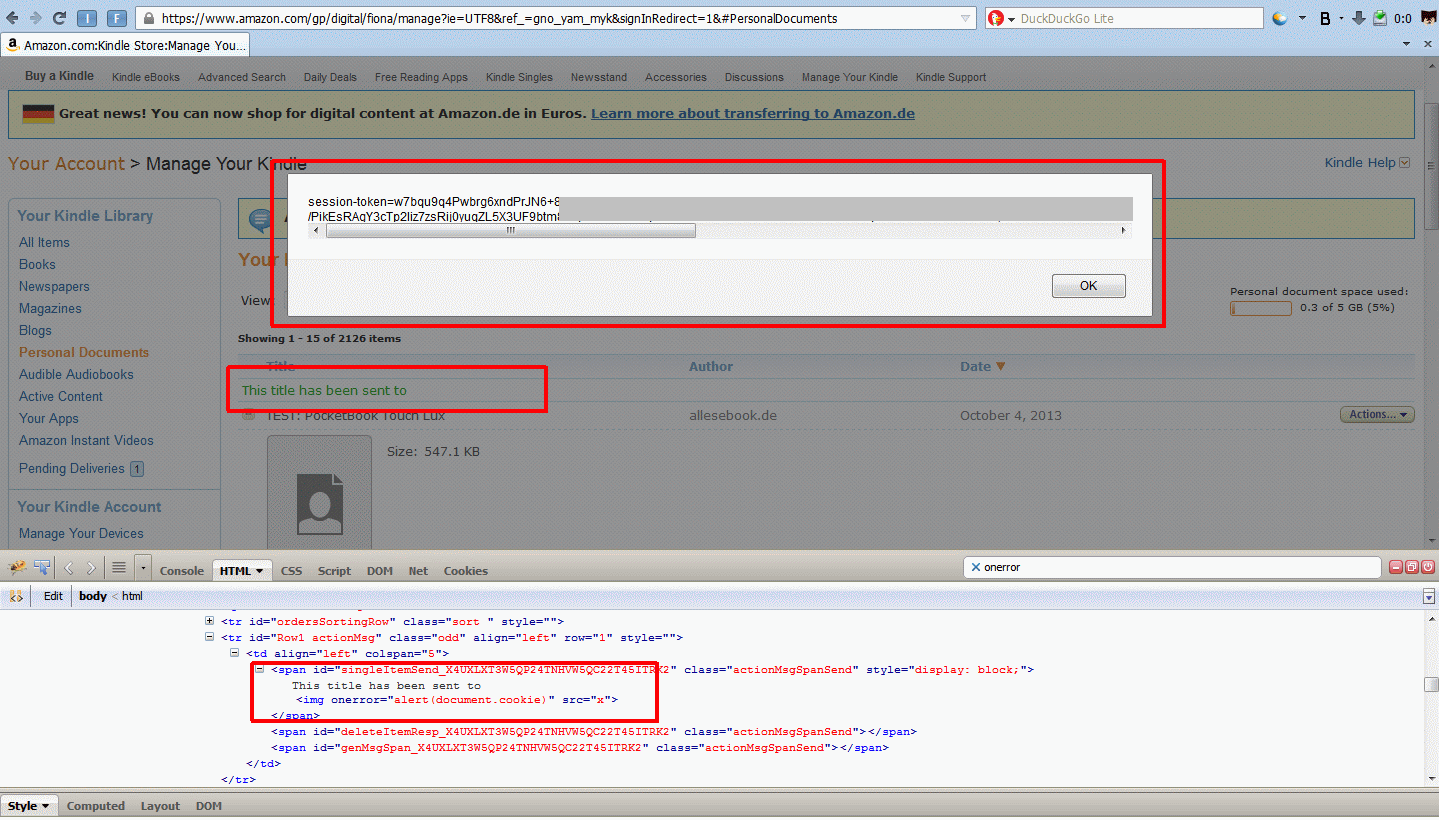 https://www.amazon.com/gp/digital/fiona/manage?ie=UTF8&ref_=gno_yam_myk&signInRedirect=1&#PersonalDocuments
DuckDuckGo Lite
B
0:0
Amazon.com:Kindle Store:Manage You...
Buy a Kindle Kindle eBooks Advanced Search Daily Deals Free Reading Apps Kindle Singles Newsstand Accessories Discussions Manage Your Kindle Kindle Support
Great news! You can now shop for digital content at Amazon.de in Euros. Learn more about transferring to Amazon.de
Your Account > Manage Your Kindle
Kindle Help
session-token=w7bqu9q4Pwbrg6xndPrJN6+8
Your Kindle Library
All Items
Books
Newspapers
Magazines
Blogs
Personal Documents
Audible Audiobooks
Active Content
Your Apps
Amazon Instant Videos
Pending Deliveries 1
Your Kindle Account
Manage Your Devices
Your
View:
OK
Personal document space used:
0.3 of 5 GB (5%)
Showing 1 - 15 of 2126 items
Title Author Date
This title has been sent to
TEST: PocketBook Touch Lux allesebook.de October 4, 2013 Actions...
Size: 547.1 KB
Console HTML CSS Script DOM Net Cookies
onerror
Edit body < html
<tr id="ordersSortingRow" class="sort " style="">
<tr id="Row1 actionMsg" class="odd" align="left" row="1" style="">
<td align="left" colspan="5">
<span id="singleItemSend_X4UXLXT3W5QP24TNHVW5QC22T45ITRK2" class="actionMsgSpanSend" style="display: block;">
This title has been sent to
<img onerror="alert(document.cookie)" src="x">
</span>
<span id="deleteItemResp_X4UXLXT3W5QP24TNHVW5QC22T45ITRK2" class="actionMsgSpanSend"></span>
<span id="genMsgSpan_X4UXLXT3W5QP24TNHVW5QC22T45ITRK2" class="actionMsgSpanSend"></span>
</td>
</tr>
Style Computed Layout DOM